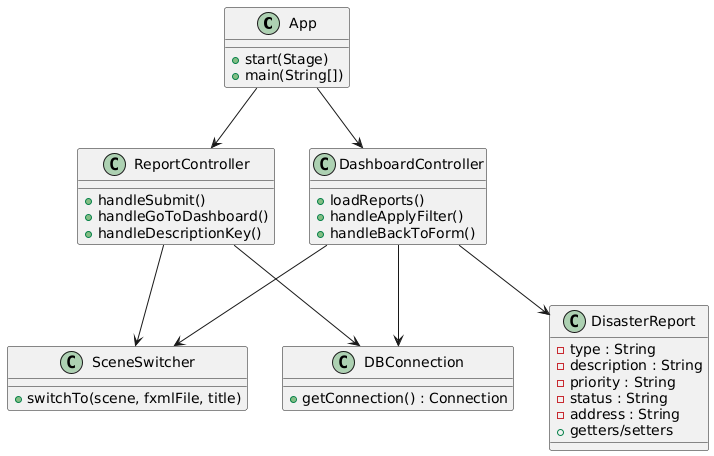 C App
start(Stage)
main(String[])
C ReportController
handleSubmit()
handleGoToDashboard()
handleDescriptionKey()
C DashboardController
loadReports()
handleApplyFilter()
handleBackToForm()
C SceneSwitcher
switchTo(scene, fxmlFile, title)
C DBConnection
getConnection() : Connection
C DisasterReport
type : String
description : String
priority : String
status : String
address : String
getters/setters